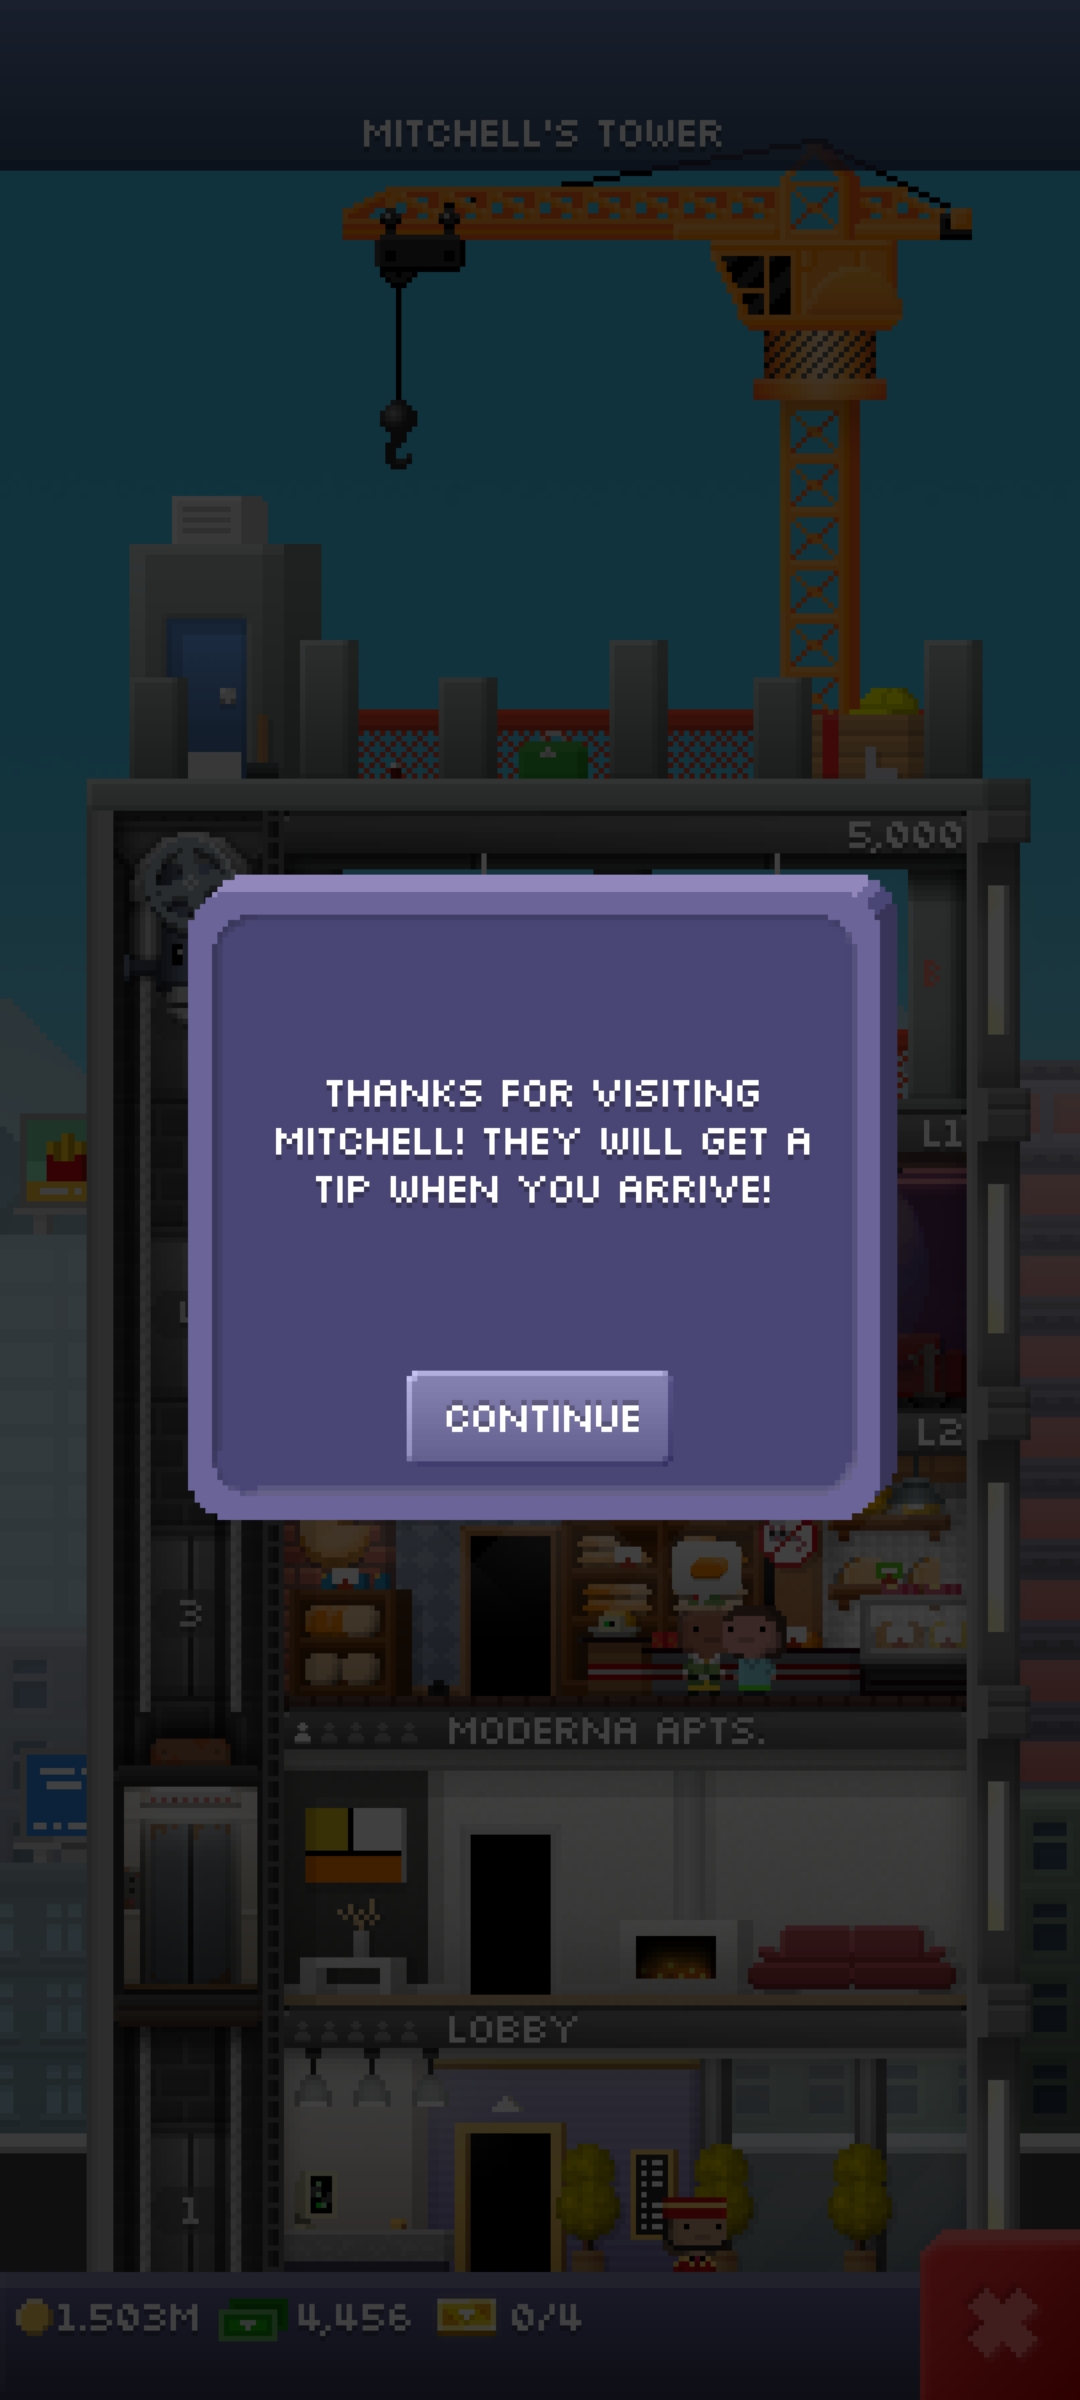 MITCHELL'S TOWER
5,000
THANKS FOR VISITING
MITCHELL! THEY WILL GET A
TIP WHEN YOU ARRIVE!
L1
CONTINUE
L2
3
MODERNA APTS.
LOBBY
1
1.503M 4,456 0/4